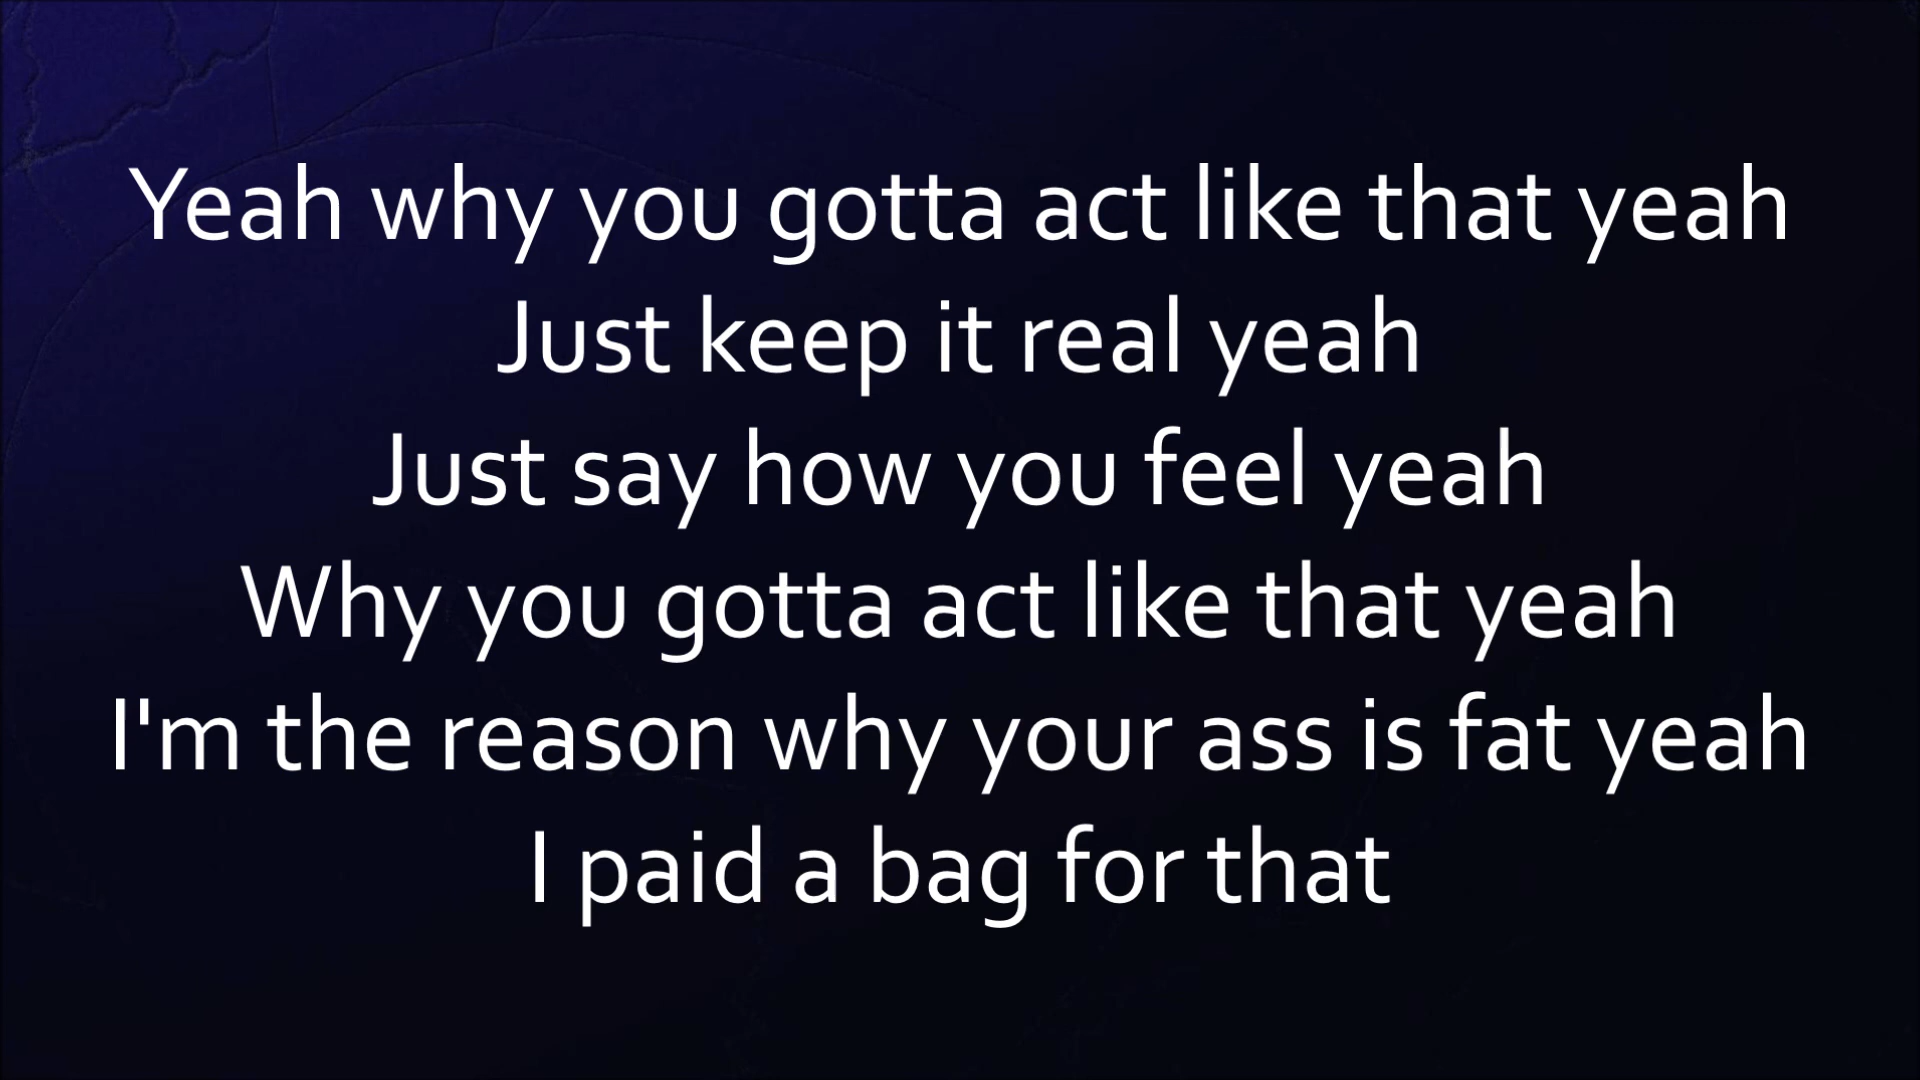 Yeah why you gotta act like that yeah
Just keep it real yeah
Just say how you feel yeah
Why you gotta act like that yeah
I'm the reason why your ass is fat yeah
I paid a bag for that